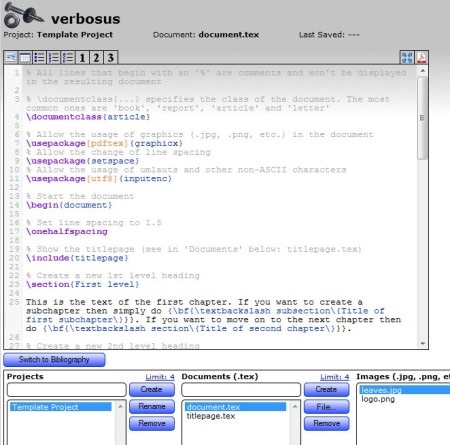 verbosus
Project: Template Project Document: document.tex Last Saved: ---
1 2 3
1 % All lines that begin with an '%' are comments and won't be displayed
in the resulting document
2
3 % \documentclass{...} specifies the class of the document. The most
common ones are 'book', 'report', 'article' and 'letter'
4 \documentclass{article}
5
6 % Allow the usage of graphics (.jpg, .png, etc.) in the document
7 \usepackage[pdftex]{graphicx}
8 % Allow the change of line spacing
9 \usepackage{setspace}
10 % Allow the usage of umlauts and other non-ASCII characters
11 \usepackage[utf8]{inputenc}
12
13 % Start the document
14 \begin{document}
15
16 % Set line spacing to 1.5
17 \onehalfspacing
18
19 % Show the titlepage (see in 'Documents' below: titlepage.tex)
20 \include{titlepage}
21
22 % Create a new 1st level heading
23 \section{First level}
24
25 This is the text of the first chapter. If you want to create a
subchapter then simply do {\bf{\textbackslash subsection\{Title of
first subchapter\}}}. If you want to move on to the next chapter then
do {\bf{\textbackslash section\{Title of second chapter\}}}.
26
27 % Create a new 2nd level heading
Switch to Bibliography
Projects Limit: 4 Documents (.tex) Limit: 4 Images (.jpg, .png, e
Create Create
Template Project Rename document.tex File... leaves.jpg
titlepage.tex logo.png
Remove Remove